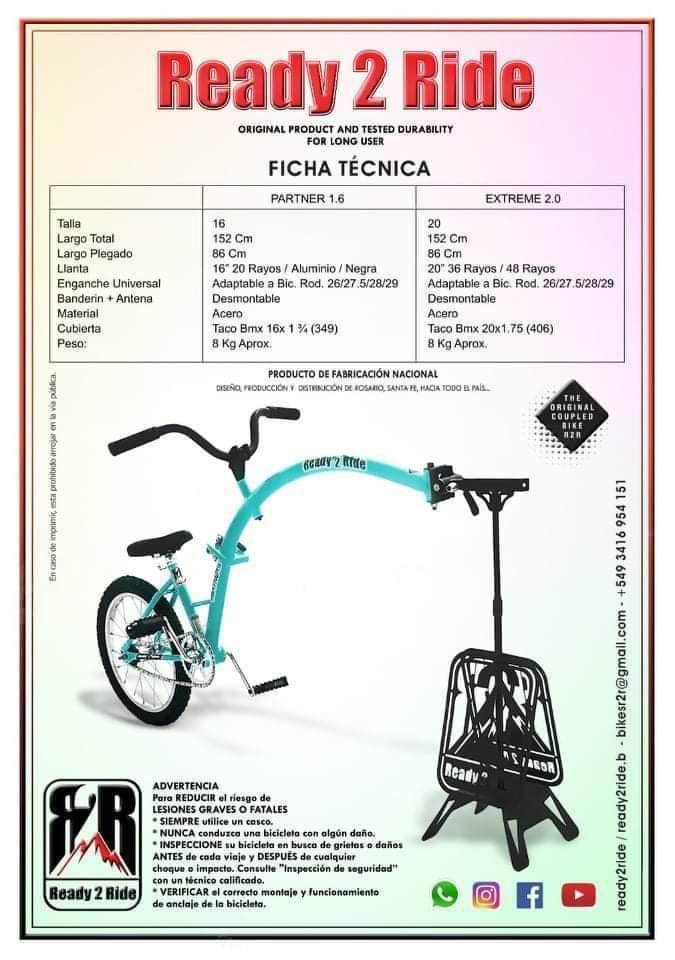 Ready 2 Ride
ORIGINAL PRODUCT AND TESTED DURABILITY
FOR LONG USER
FICHA TÉCNICA
PARTNER 1.6 EXTREME 2.0
Talla 16 20
Largo Total 152 Cm 152 Cm
Largo Plegado 86 Cm 86 Cm
Llanta 16” 20 Rayos / Aluminio / Negra 20” 36 Rayos / 48 Rayos
Enganche Universal Adaptable a Bic. Rod. 26/27.5/28/29 Adaptable a Bic. Rod. 26/27.5/28/29
Banderin + Antena Desmontable Desmontable
Material Acero Acero
Cubierta Taco Bmx 16x 1 ¾ (349) Taco Bmx 20x1.75 (406)
Peso: 8 Kg Aprox. 8 Kg Aprox.
PRODUCTO DE FABRICACIÓN NACIONAL
DISEÑO, PRODUCCIÓN Y DISTRIBUCIÓN DE ROSARIO, SANTA FE, HACIA TODO EL PAÍS...
En caso de imprimir, esta prohibido arrojar en la vía pública.
THE
ORIGINAL
COUPLED
BIKE
R2R
Ready 2 Ride
Ready 2
Ready 2
ready2ride / ready2ride.b - bikesr2r@gmail.com - +549 3416 954 151
R2R
Ready 2 Ride
ADVERTENCIA
Para REDUCIR el riesgo de
LESIONES GRAVES O FATALES
* SIEMPRE utilice un casco.
* NUNCA conduzca una bicicleta con algún daño.
* INSPECCIONE su bicicleta en busca de grietas o daños
ANTES de cada viaje y DESPUÉS de cualquier
choque o impacto. Consulte "Inspección de seguridad"
con un técnico calificado.
* VERIFICAR el correcto montaje y funcionamiento
de anclaje de la bicicleta.